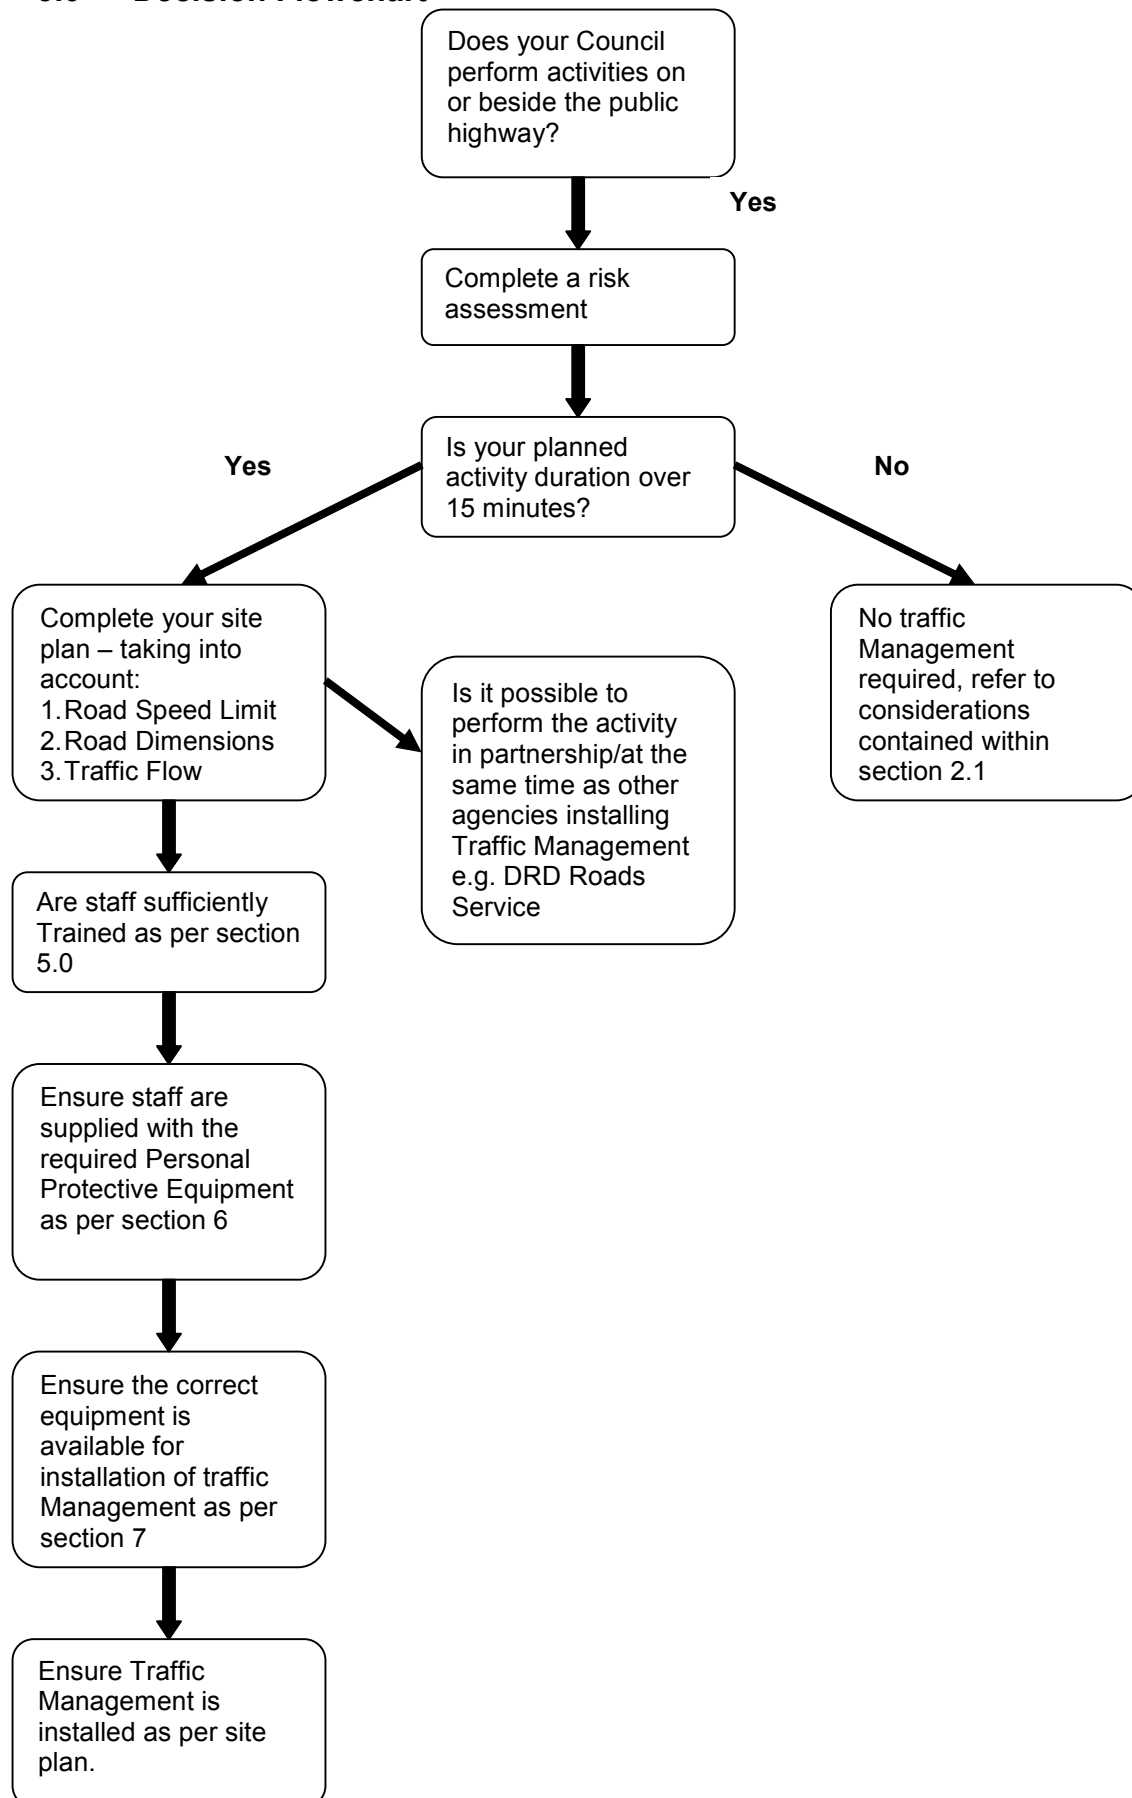 Does your Council
perform activities on
or beside the public
highway?
Yes
Complete a risk
assessment
Is your planned
activity duration over
15 minutes?
Yes
No
Complete your site
plan – taking into
account:
1. Road Speed Limit
2. Road Dimensions
3. Traffic Flow
Is it possible to
perform the activity
in partnership/at the
same time as other
agencies installing
Traffic Management
e.g. DRD Roads
Service
No traffic
Management
required, refer to
considerations
contained within
section 2.1
Are staff sufficiently
Trained as per section
5.0
Ensure staff are
supplied with the
required Personal
Protective Equipment
as per section 6
Ensure the correct
equipment is
available for
installation of traffic
Management as per
section 7
Ensure Traffic
Management is
installed as per site
plan.